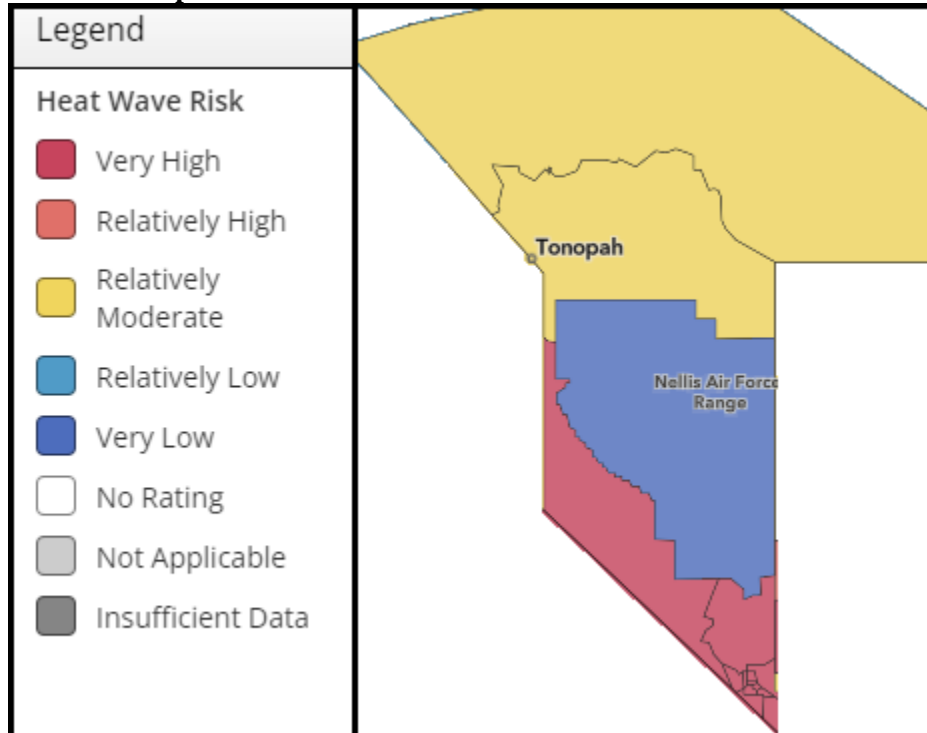 Legend
Heat Wave Risk
Very High
Relatively High
Relatively
Moderate
Relatively Low
Very Low
No Rating
Not Applicable
Insufficient Data
Tonopah
Nellis Air Force
Range